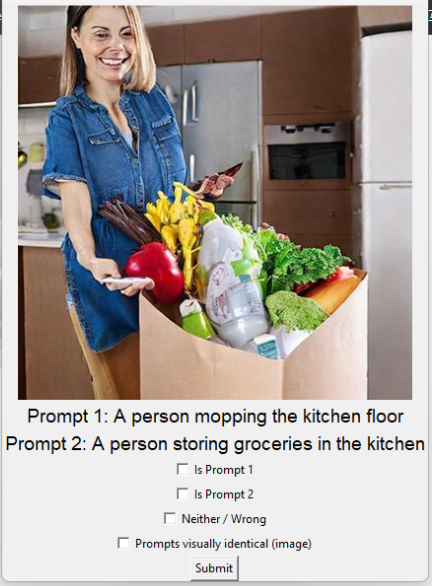 Prompt 1: A person mopping the kitchen floor
Prompt 2: A person storing groceries in the kitchen
Is Prompt 1
Is Prompt 2
Neither / Wrong
Prompts visually identical (image)
Submit